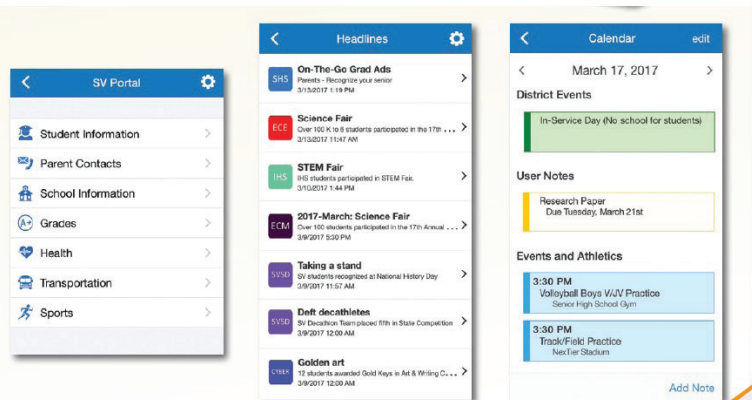 SV Portal
Student Information
Parent Contacts
School Information
A+ Grades
Health
Transportation
Sports
Headlines
SHS
On-The-Go Grad Ads
Parents - Recognize your senior
3/13/2017 1:19 PM
ECE
Science Fair
Over 100 K to 6 students participated in the 17th ...
3/13/2017 11:47 AM
IHS
STEM Fair
IHS students participated in STEM Fair.
3/10/2017 1:44 PM
ECM
2017-March: Science Fair
Over 100 students participated in the 17th Annual ...
3/9/2017 5:30 PM
SVSD
Taking a stand
SV students recognized at National History Day
3/9/2017 11:57 AM
SVSD
Deft decathletes
SV Decathlon Team placed fifth in State Competition
3/9/2017 12:00 AM
CYBER
Golden art
12 students awarded Gold Keys in Art & Writing C...
3/9/2017 12:00 AM
Calendar
edit
March 17, 2017
District Events
In-Service Day (No school for students)
User Notes
Research Paper
Due Tuesday, March 21st
Events and Athletics
3:30 PM
Volleyball Boys V/JV Practice
Senior High School Gym
3:30 PM
Track/Field Practice
NexTier Stadium
Add Note